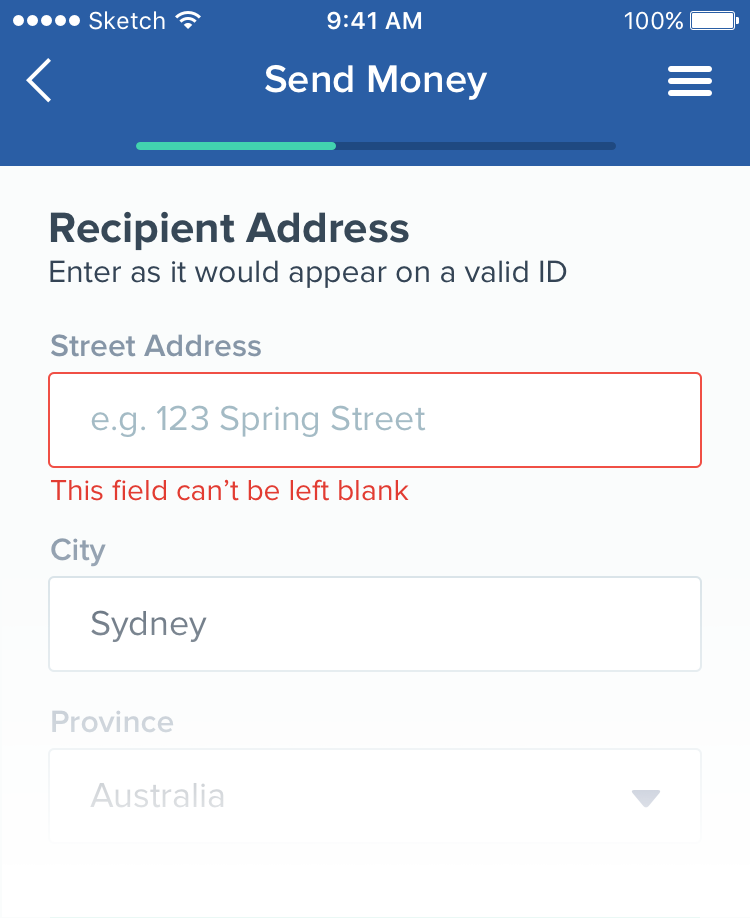 Sketch 9:41 AM 100%
Send Money
Recipient Address
Enter as it would appear on a valid ID
Street Address
e.g. 123 Spring Street
This field can’t be left blank
City
Sydney
Province
Australia